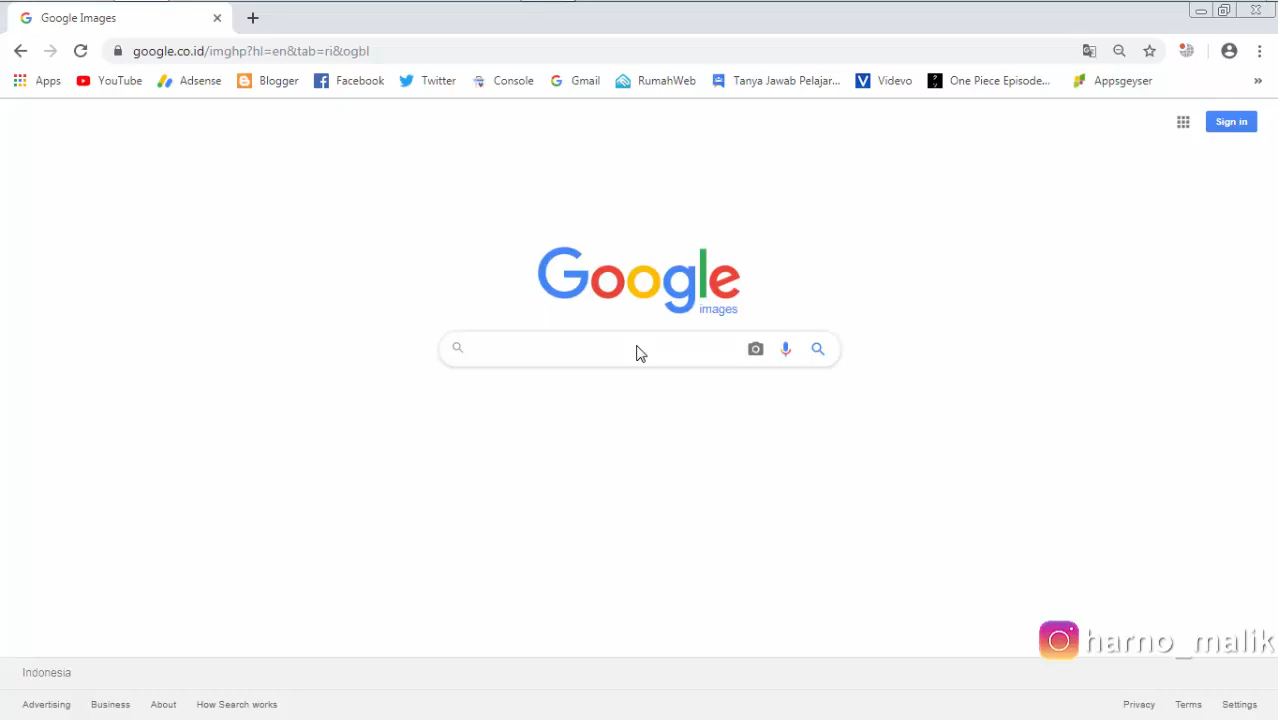 Google Images
google.co.id/imghp?hl=en&tab=ri&ogbl
Apps YouTube Adsense Blogger Facebook Twitter Console Gmail RumahWeb Tanya Jawab Pelajar... Videvo One Piece Episode... Appsgeyser »
Sign in
Google
images
harno_malik
Indonesia
Advertising Business About How Search works Privacy Terms Settings